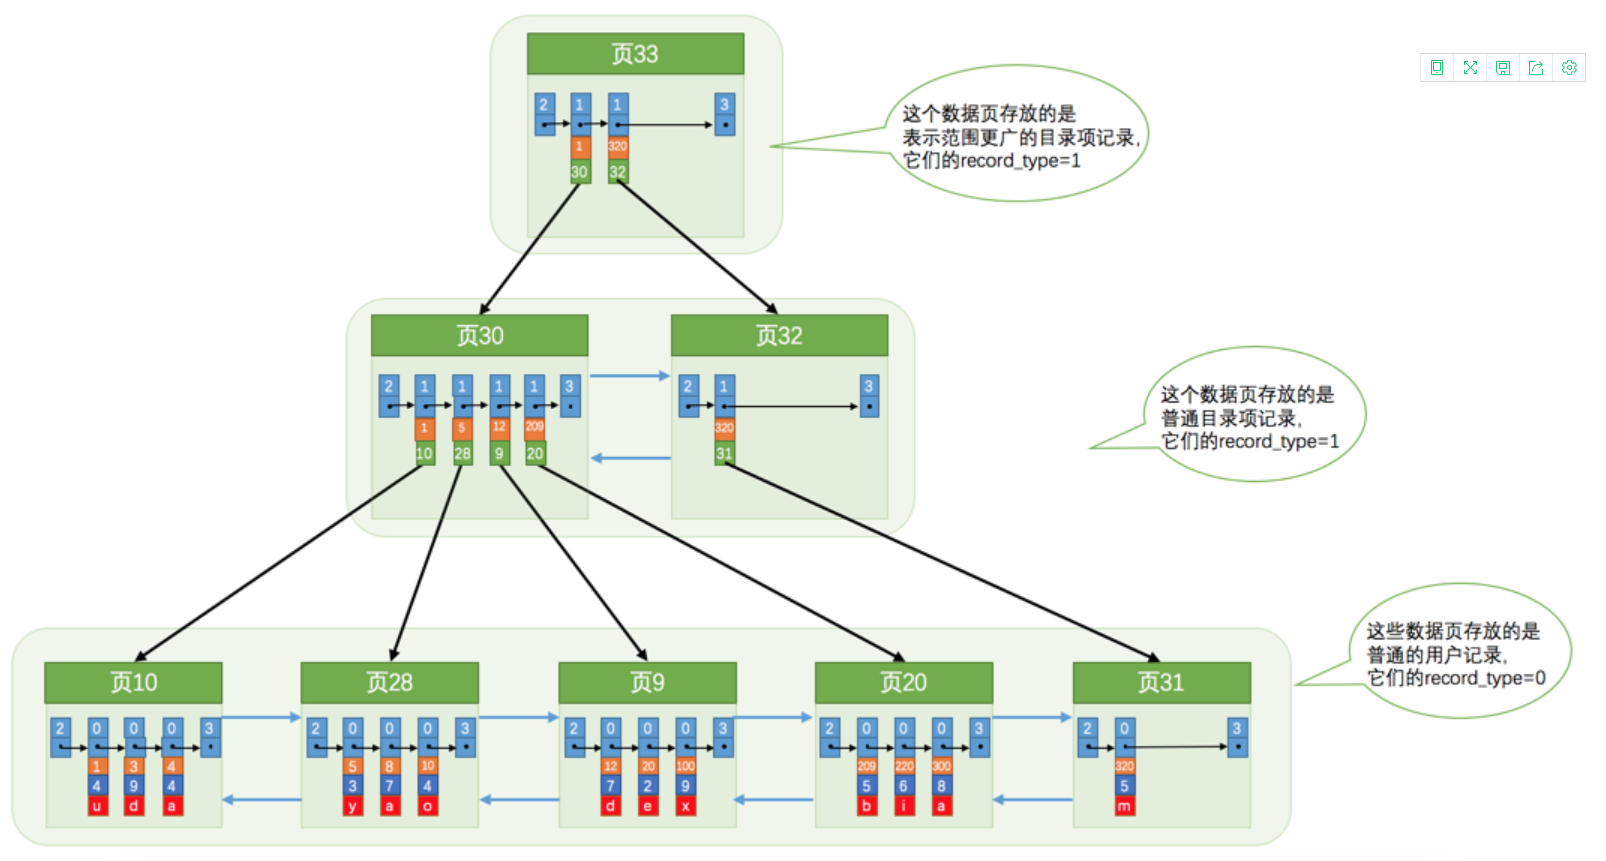 页33
2 1 1 3
1 320
30 32
这个数据页存放的是
表示范围更广的目录项记录,
它们的record_type=1
页30
2 1 1 1 1 3
1 5 12 209
10 28 9 20
页32
2 1 3
320
31
这个数据页存放的是
普通目录项记录,
它们的record_type=1
这些数据页存放的是
普通的用户记录,
它们的record_type=0
页10
2 0 0 0 3
1 3 4
4 9 4
u d a
页28
2 0 0 0 3
5 8 10
3 7 4
y a o
页9
2 0 0 0 3
12 20 100
7 2 9
d e x
页20
2 0 0 0 3
209 220 300
5 6 8
b i a
页31
2 0 3
320
5
m